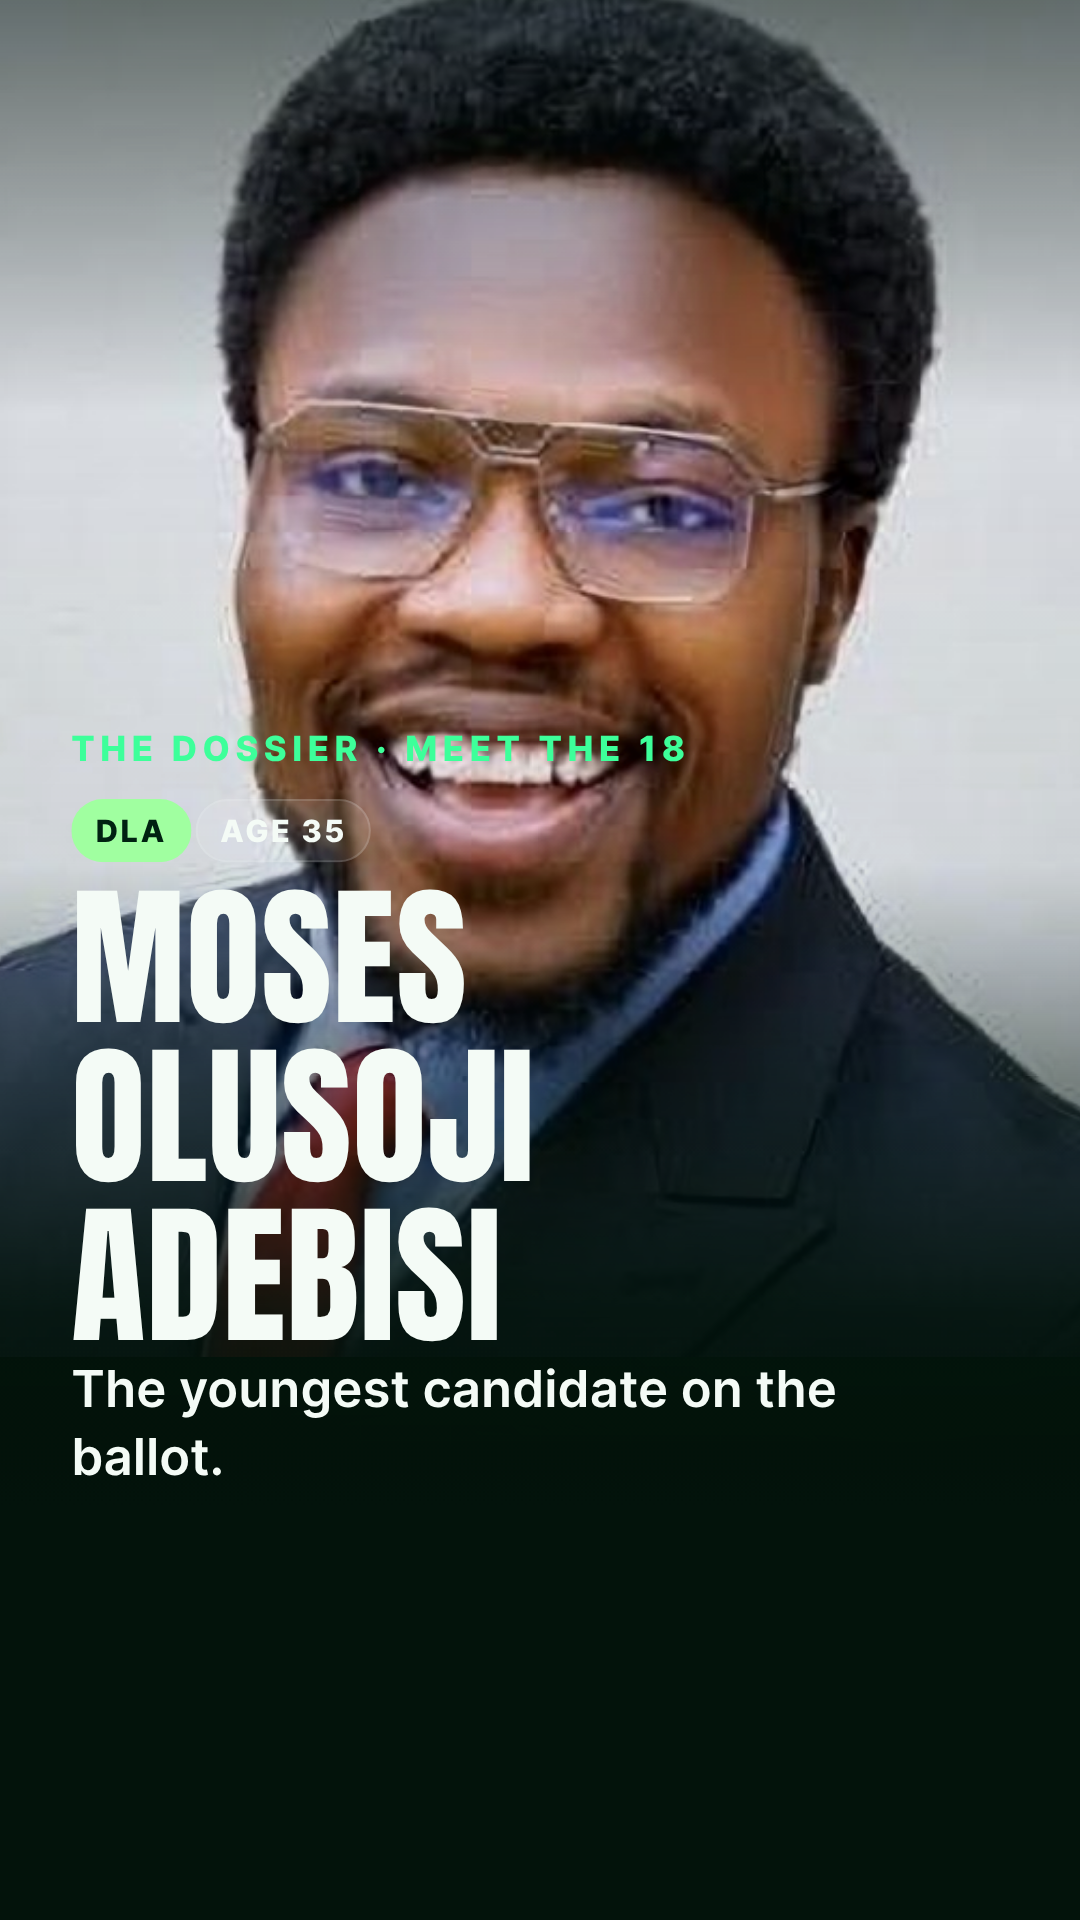 THE DOSSIER · MEET THE 18
DLA AGE 35
MOSES
OLUSOJI
ADEBISI
The youngest candidate on the
ballot.